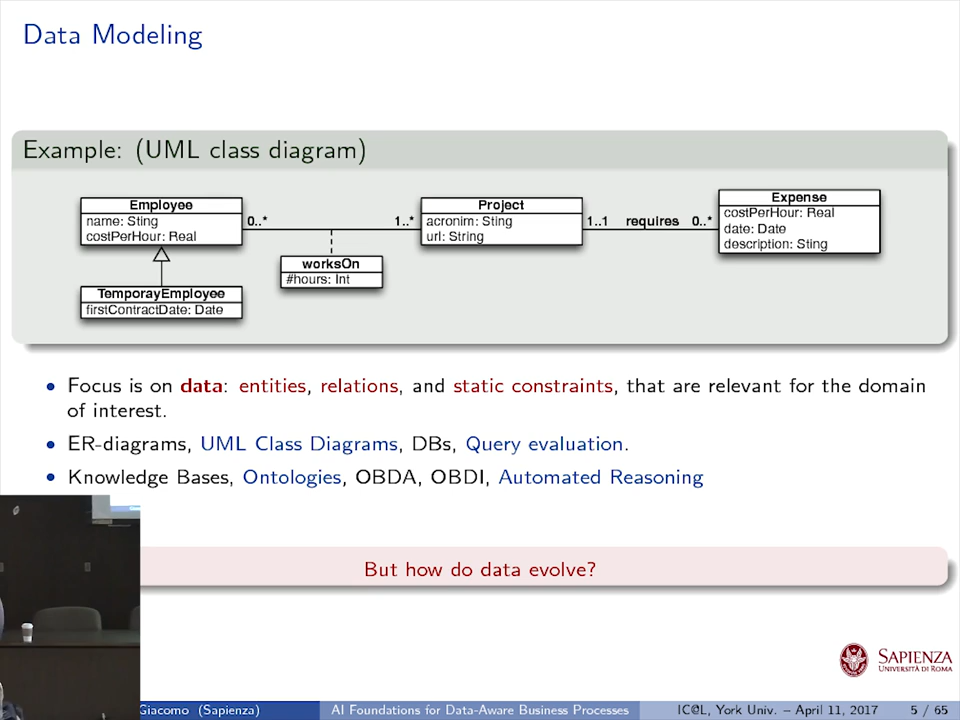 Data Modeling
Example: (UML class diagram)
Employee
name: Sting
costPerHour: Real
0..*
1..*
Project
acronim: Sting
url: String
1..1 requires 0..*
Expense
costPerHour: Real
date: Date
description: Sting
worksOn
#hours: Int
TemporayEmployee
firstContractDate: Date
• Focus is on data: entities, relations, and static constraints, that are relevant for the domain
of interest.
• ER-diagrams, UML Class Diagrams, DBs, Query evaluation.
• Knowledge Bases, Ontologies, OBDA, OBDI, Automated Reasoning
But how do data evolve?
SAPIENZA
UNIVERSITÀ DI ROMA
Giacomo (Sapienza) AI Foundations for Data-Aware Business Processes IC@L, York Univ. – April 11, 2017 5 / 65